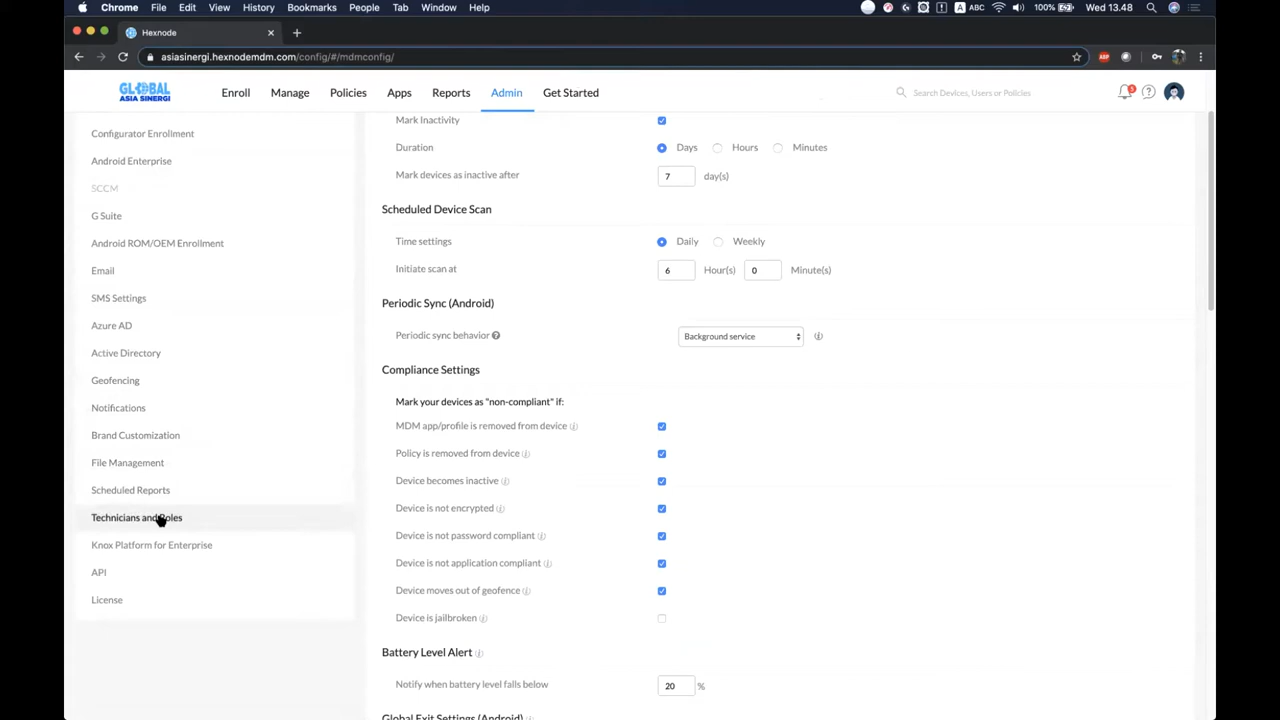 Chrome File Edit View History Bookmarks People Tab Window Help A ABC 100% Wed 13.48
Hexnode
asiasinergi.hexnodemdm.com/config/#/mdmconfig/ ABP
GLOBAL
ASIA SINERGI
Enroll Manage Policies Apps Reports Admin Get Started Search Devices, Users or Policies
Configurator Enrollment
Android Enterprise
SCCM
G Suite
Android ROM/OEM Enrollment
Email
SMS Settings
Azure AD
Active Directory
Geofencing
Notifications
Brand Customization
File Management
Scheduled Reports
Technicians and Roles
Knox Platform for Enterprise
API
License
Mark Inactivity
Duration Days Hours Minutes
Mark devices as inactive after 7 day(s)
Scheduled Device Scan
Time settings Daily Weekly
Initiate scan at 6 Hour(s) 0 Minute(s)
Periodic Sync (Android)
Periodic sync behavior Background service
Compliance Settings
Mark your devices as "non-compliant" if:
MDM app/profile is removed from device
Policy is removed from device
Device becomes inactive
Device is not encrypted
Device is not password compliant
Device is not application compliant
Device moves out of geofence
Device is jailbroken
Battery Level Alert
Notify when battery level falls below 20 %
Global Exit Settings (Android)